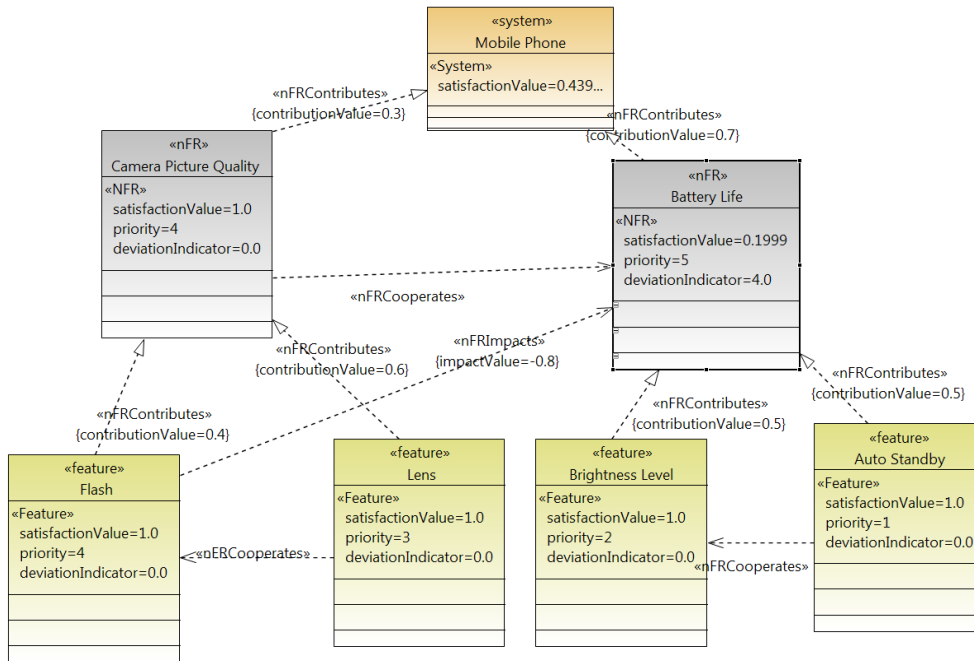 «system»
Mobile Phone
«System»
satisfactionValue=0.439...
«nFRContributes»
{contributionValue=0.3}
«nFRContributes»
{contributionValue=0.7}
«nFR»
Camera Picture Quality
«NFR»
satisfactionValue=1.0
priority=4
deviationIndicator=0.0
«nFR»
Battery Life
«NFR»
satisfactionValue=0.1999
priority=5
deviationIndicator=4.0
«nFRCooperates»
«nFRContributes»
{contributionValue=0.6}
«nFRImpacts»
{impactValue=-0.8}
«nFRContributes»
{contributionValue=0.5}
«nFRContributes»
{contributionValue=0.4}
«nFRContributes»
{contributionValue=0.5}
«feature»
Flash
«Feature»
satisfactionValue=1.0
priority=4
deviationIndicator=0.0
«feature»
Lens
«Feature»
satisfactionValue=1.0
priority=3
deviationIndicator=0.0
«feature»
Brightness Level
«Feature»
satisfactionValue=1.0
priority=2
deviationIndicator=0.0
«feature»
Auto Standby
«Feature»
satisfactionValue=1.0
priority=1
deviationIndicator=0.0
«nFRCooperates»
«nFRCooperates»